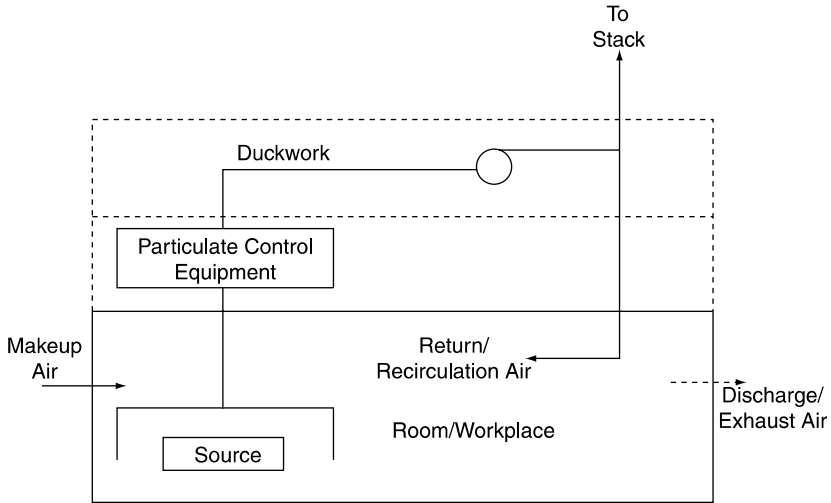 To
Stack
Duckwork
Particulate Control
Equipment
Makeup
Air
Return/
Recirculation Air
Discharge/
Exhaust Air
Room/Workplace
Source